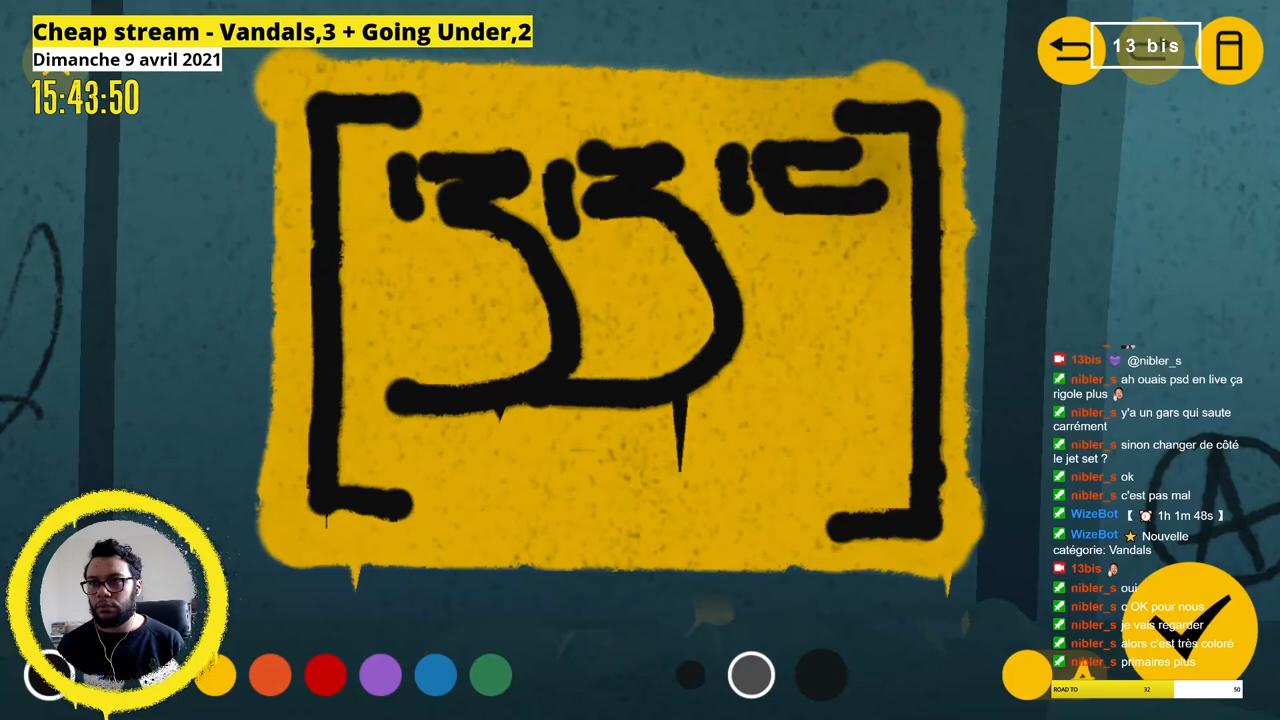 Cheap stream - Vandals,3 + Going Under,2
Dimanche 9 avril 2021
15:43:50
13 bis
13bis 💜 @nibler_s
nibler_s ah ouais psd en live ça
rigole plus
nibler_s y'a un gars qui saute
carrément
nibler_s sinon changer de côté
le jet set ?
nibler_s ok
nibler_s c'est pas mal
WizeBot 【 ⏰ 1h 1m 48s 】
WizeBot ⭐ Nouvelle
catégorie: Vandals
13bis
nibler_s oui
nibler_s c OK pour nous
nibler_s je vais regarder
nibler_s alors c'est très coloré
nibler_s primaires plus
ROAD TO 32 50